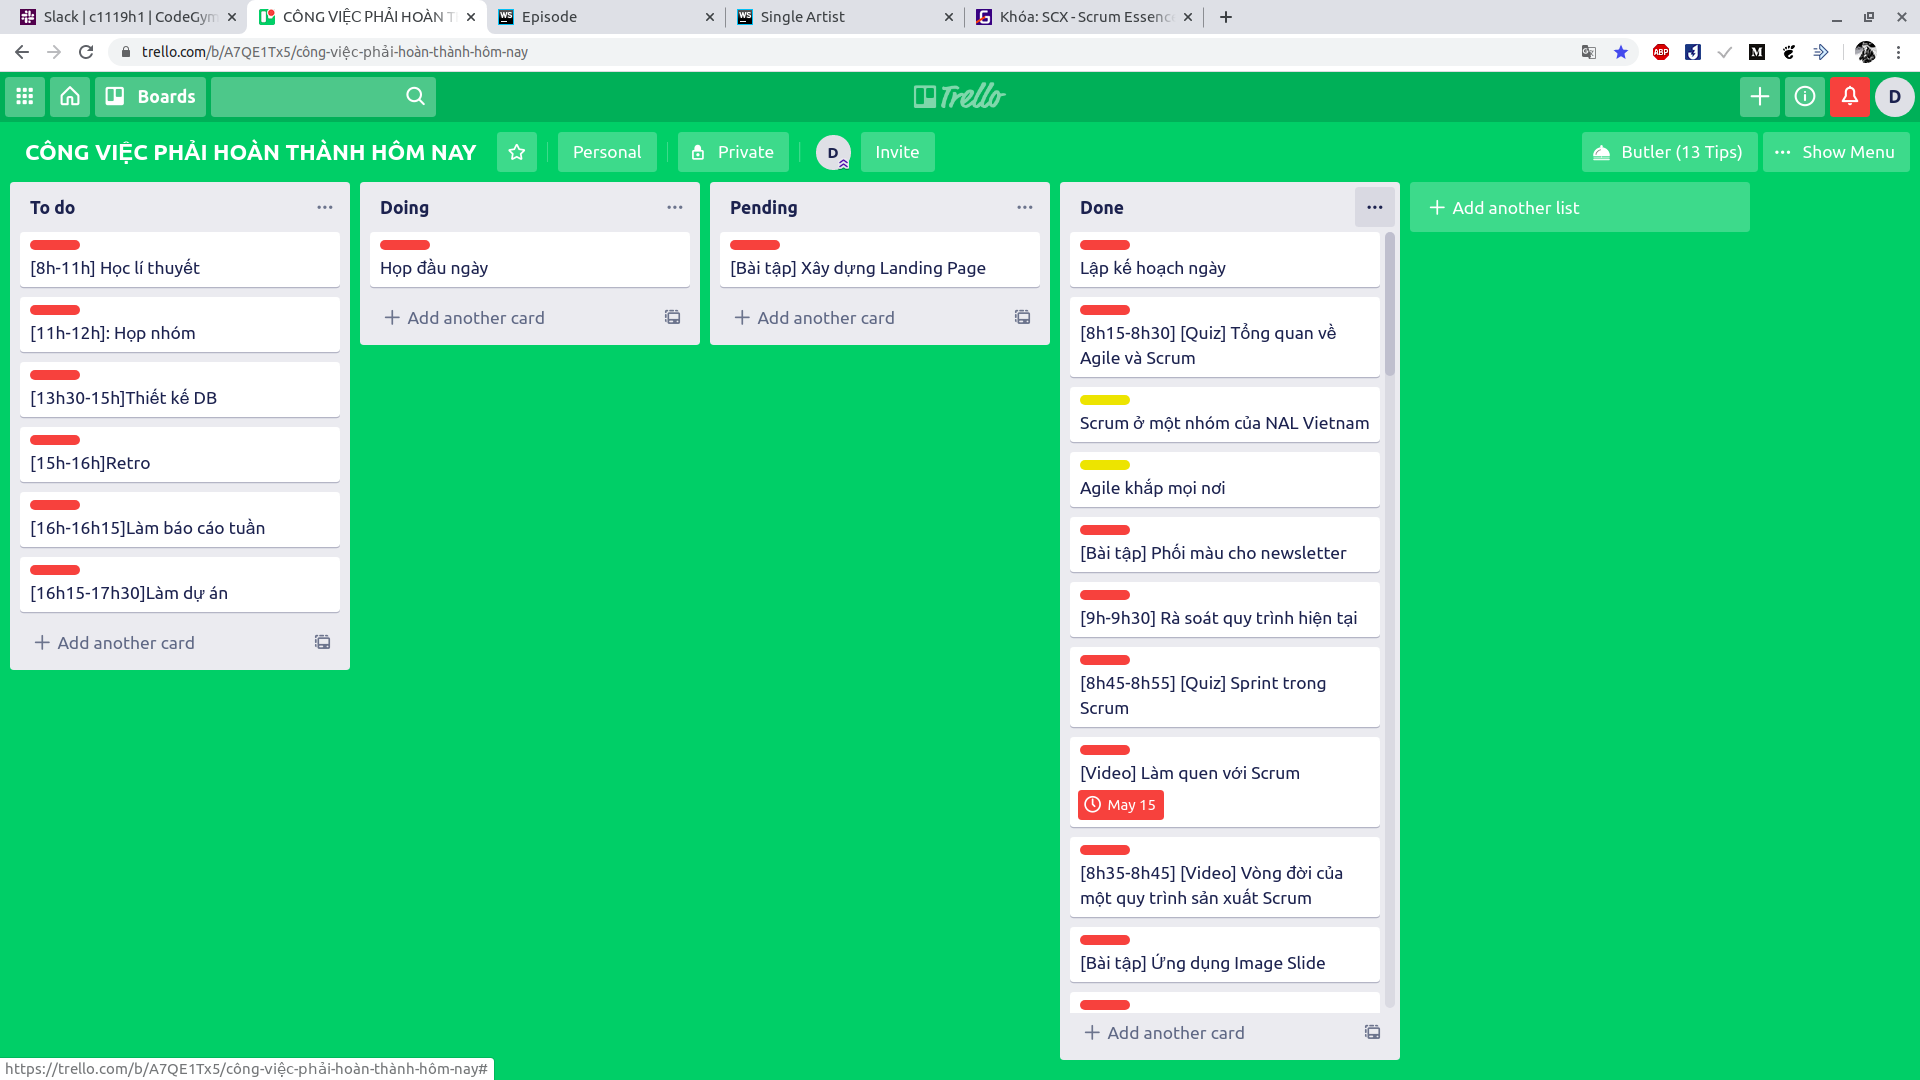 Slack | c1119h1 | CodeGym
CÔNG VIỆC PHẢI HOÀN T
Episode
Single Artist
Khóa: SCX - Scrum Essenc
trello.com/b/A7QE1Tx5/công-việc-phải-hoàn-thành-hôm-nay
Boards
Trello
D
CÔNG VIỆC PHẢI HOÀN THÀNH HÔM NAY
Personal
Private
D
Invite
Butler (13 Tips)
Show Menu
To do
[8h-11h] Học lí thuyết
[11h-12h]: Họp nhóm
[13h30-15h]Thiết kế DB
[15h-16h]Retro
[16h-16h15]Làm báo cáo tuần
[16h15-17h30]Làm dự án
Add another card
Doing
Họp đầu ngày
Add another card
Pending
[Bài tập] Xây dựng Landing Page
Add another card
Done
Lập kế hoạch ngày
[8h15-8h30] [Quiz] Tổng quan về
Agile và Scrum
Scrum ở một nhóm của NAL Vietnam
Agile khắp mọi nơi
[Bài tập] Phối màu cho newsletter
[9h-9h30] Rà soát quy trình hiện tại
[8h45-8h55] [Quiz] Sprint trong
Scrum
[Video] Làm quen với Scrum
May 15
[8h35-8h45] [Video] Vòng đời của
một quy trình sản xuất Scrum
[Bài tập] Ứng dụng Image Slide
Add another card
Add another list
https://trello.com/b/A7QE1Tx5/công-việc-phải-hoàn-thành-hôm-nay#